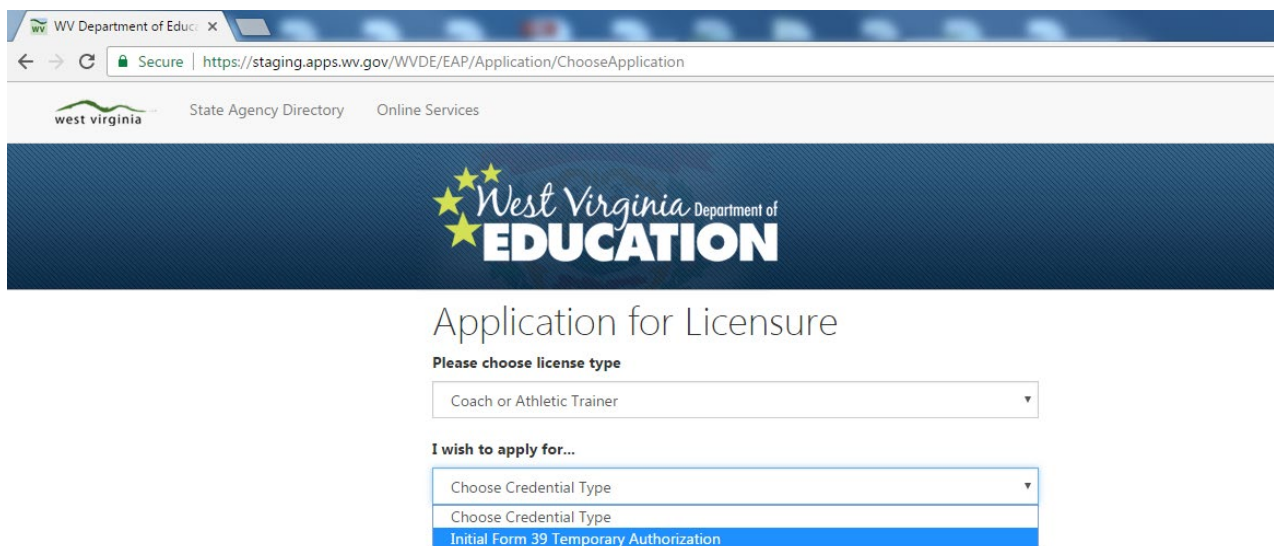 WV Department of Educa
Secure | https://staging.apps.wv.gov/WVDE/EAP/Application/ChooseApplication
west virginia State Agency Directory Online Services
West Virginia Department of
EDUCATION
Application for Licensure
Please choose license type
Coach or Athletic Trainer
I wish to apply for...
Choose Credential Type
Choose Credential Type
Initial Form 39 Temporary Authorization